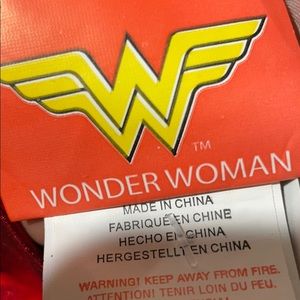 TM
WONDER WOMAN
MADE IN CHINA
FABRIQUÉ EN CHINE
HECHO EN CHINA
HERGESTELLT EN CHINA
WARNING! KEEP AWAY FROM FIRE.
ATTENTION! TENIR LOIN DU FEU.